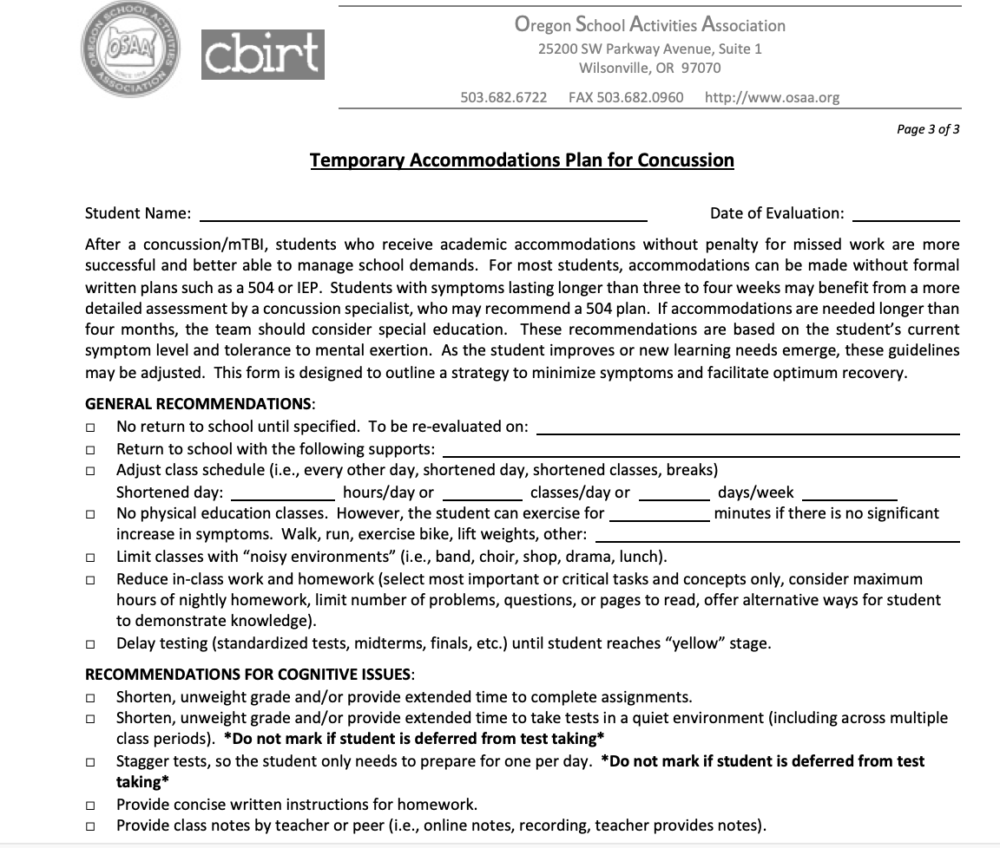 OREGON SCHOOL ACTIVITIES ASSOCIATION
OSAA
SINCE 1918
cbirt
Oregon School Activities Association
25200 SW Parkway Avenue, Suite 1
Wilsonville, OR 97070
503.682.6722 FAX 503.682.0960 http://www.osaa.org
Page 3 of 3
Temporary Accommodations Plan for Concussion
Student Name: Date of Evaluation:
After a concussion/mTBI, students who receive academic accommodations without penalty for missed work are more
successful and better able to manage school demands. For most students, accommodations can be made without formal
written plans such as a 504 or IEP. Students with symptoms lasting longer than three to four weeks may benefit from a more
detailed assessment by a concussion specialist, who may recommend a 504 plan. If accommodations are needed longer than
four months, the team should consider special education. These recommendations are based on the student’s current
symptom level and tolerance to mental exertion. As the student improves or new learning needs emerge, these guidelines
may be adjusted. This form is designed to outline a strategy to minimize symptoms and facilitate optimum recovery.
GENERAL RECOMMENDATIONS:
□ No return to school until specified. To be re-evaluated on:
□ Return to school with the following supports:
□ Adjust class schedule (i.e., every other day, shortened day, shortened classes, breaks)
Shortened day: hours/day or classes/day or days/week
□ No physical education classes. However, the student can exercise for minutes if there is no significant
increase in symptoms. Walk, run, exercise bike, lift weights, other:
□ Limit classes with “noisy environments” (i.e., band, choir, shop, drama, lunch).
□ Reduce in-class work and homework (select most important or critical tasks and concepts only, consider maximum
hours of nightly homework, limit number of problems, questions, or pages to read, offer alternative ways for student
to demonstrate knowledge).
□ Delay testing (standardized tests, midterms, finals, etc.) until student reaches “yellow” stage.
RECOMMENDATIONS FOR COGNITIVE ISSUES:
□ Shorten, unweight grade and/or provide extended time to complete assignments.
□ Shorten, unweight grade and/or provide extended time to take tests in a quiet environment (including across multiple
class periods). *Do not mark if student is deferred from test taking*
□ Stagger tests, so the student only needs to prepare for one per day. *Do not mark if student is deferred from test
taking*
□ Provide concise written instructions for homework.
□ Provide class notes by teacher or peer (i.e., online notes, recording, teacher provides notes).